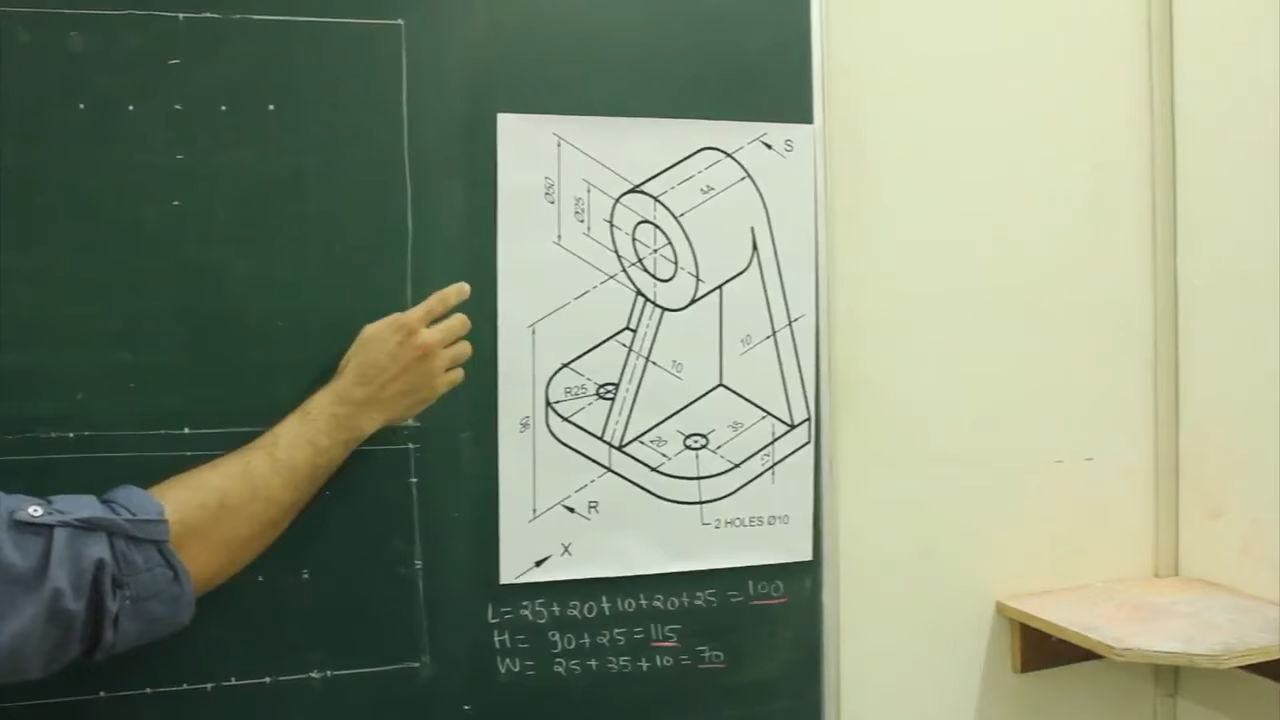 S
44
Ø50
Ø25
10
10
R25
90
35
20
12
R
2 HOLES Ø10
X
L= 25+20+10+20+25 = 100
H= 90+25 = 115
W= 25+35+10 = 70